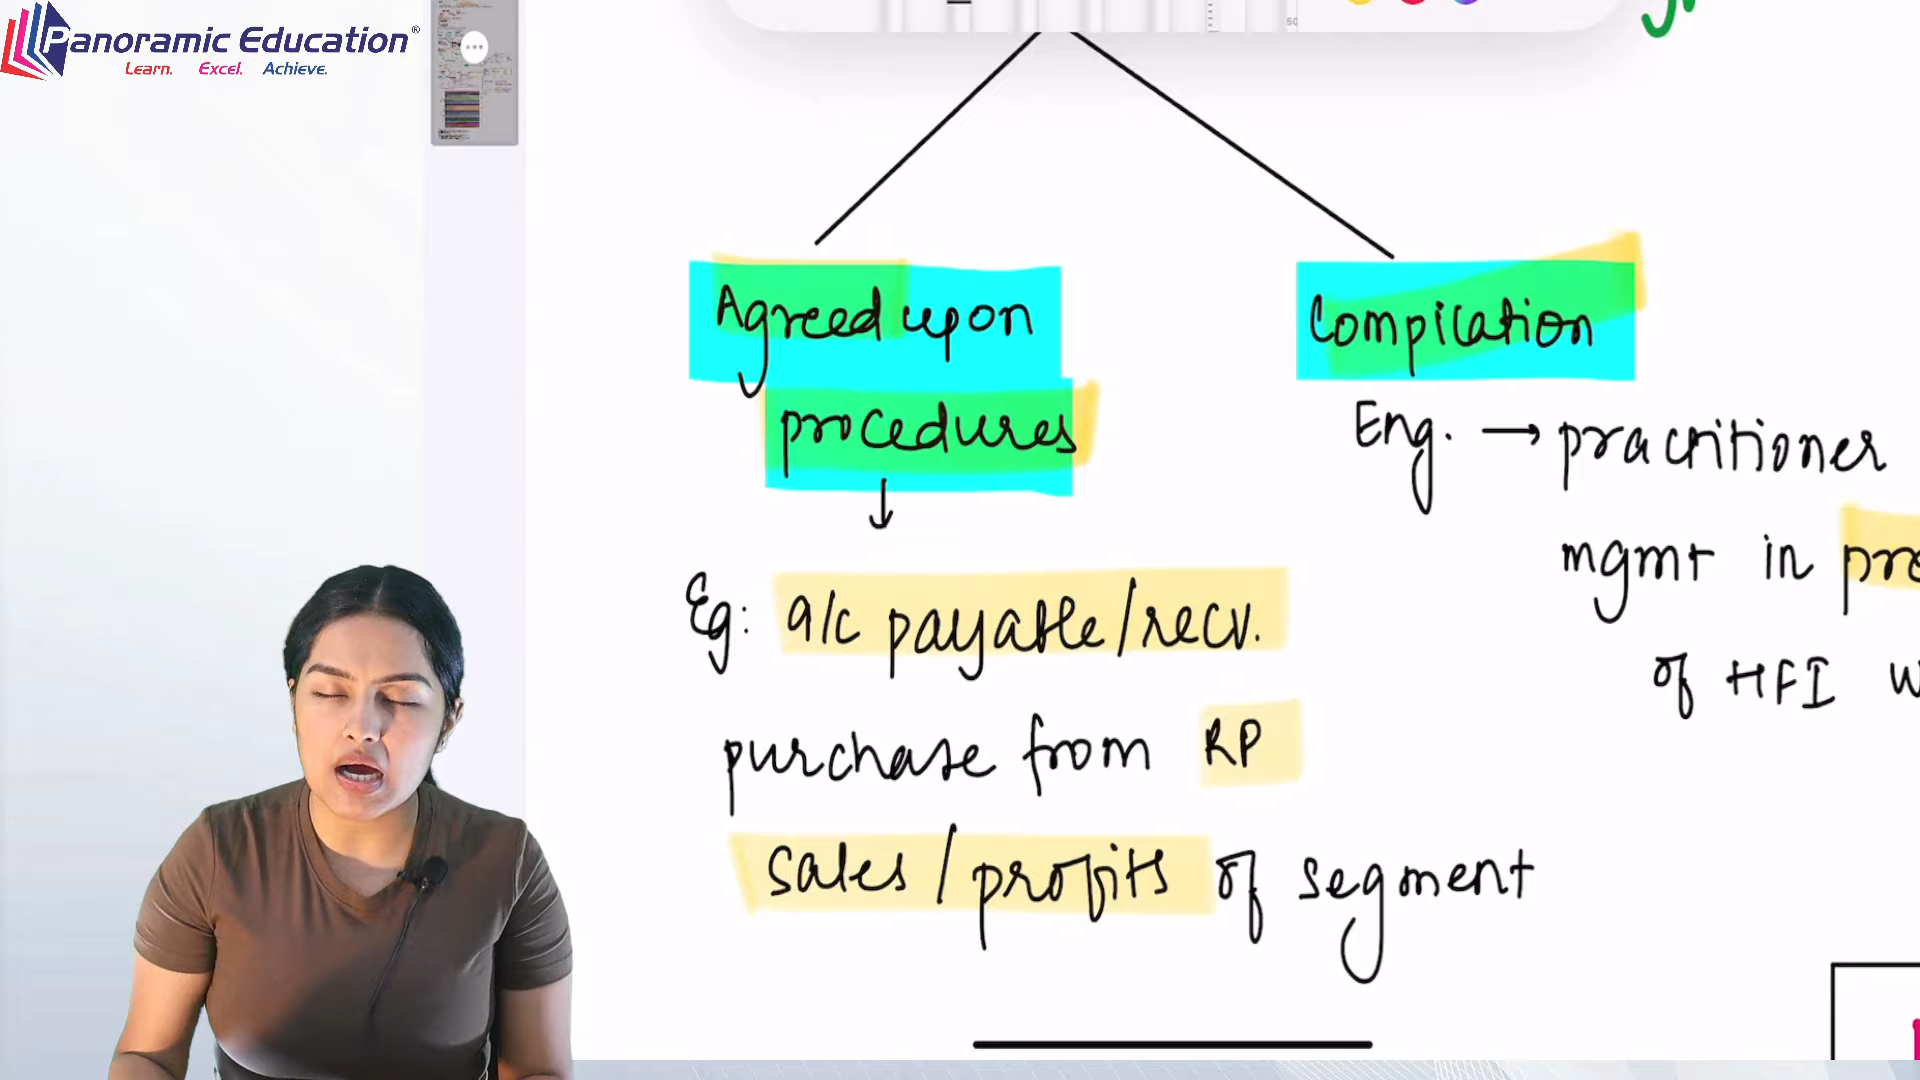 Panoramic Education®
Learn. Excel. Achieve.
50
Agreed upon
procedures
Eg: a/c payable/recv.
purchase from RP
sales / profits of segment
Compilation
Eng. → practitioner
mgmt in
of HFI